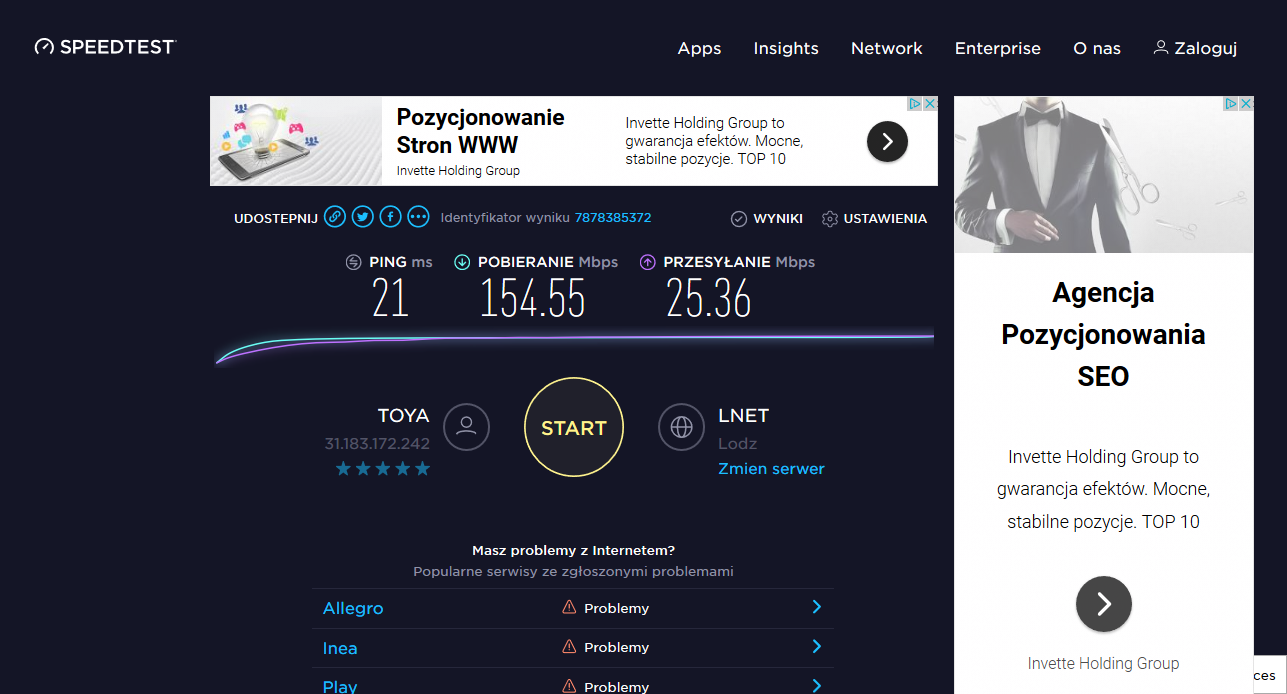 SPEEDTEST
Apps Insights Network Enterprise O nas Zaloguj
Pozycjonowanie
Stron WWW
Invette Holding Group
Invette Holding Group to
gwarancja efektów. Mocne,
stabilne pozycje. TOP 10
UDOSTEPNIJ Identyfikator wyniku 7878385372 WYNIKI USTAWIENIA
PING ms POBIERANIE Mbps PRZESYŁANIE Mbps
21 154.55 25.36
TOYA
31.183.172.242
START
LNET
Lodz
Zmien serwer
Masz problemy z Internetem?
Popularne serwisy ze zgłoszonymi problemami
Allegro Problemy
Inea Problemy
Play Problemy
Agencja
Pozycjonowania
SEO
Invette Holding Group to
gwarancja efektów. Mocne,
stabilne pozycje. TOP 10
Invette Holding Group
ces